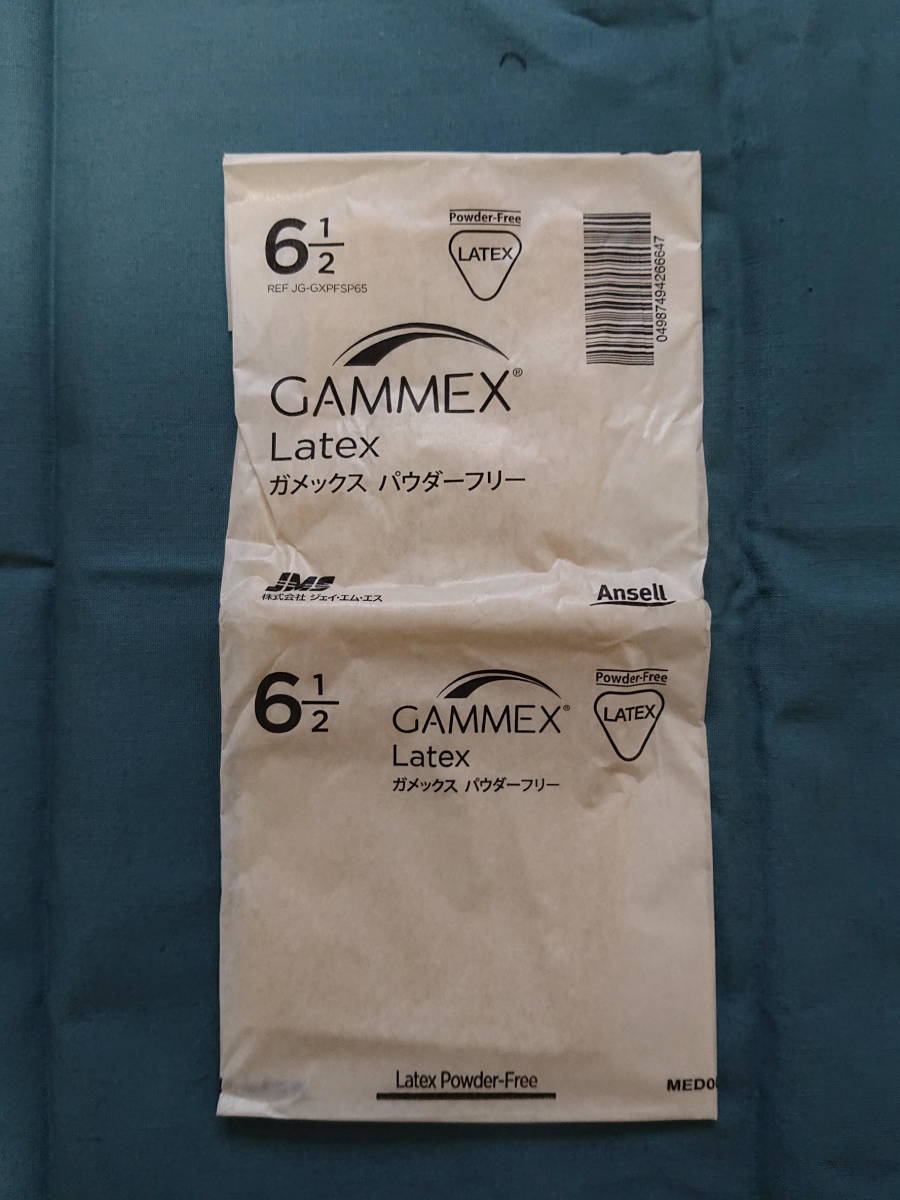 6 1/2
REF JG-GXPFSP65
Powder-Free
LATEX
04987494266647
GAMMEX®
Latex
ガメックス パウダーフリー
JMS
株式会社 ジェイ・エム・エス
Ansell
6 1/2
GAMMEX®
Latex
ガメックス パウダーフリー
Powder-Free
LATEX
Latex Powder-Free